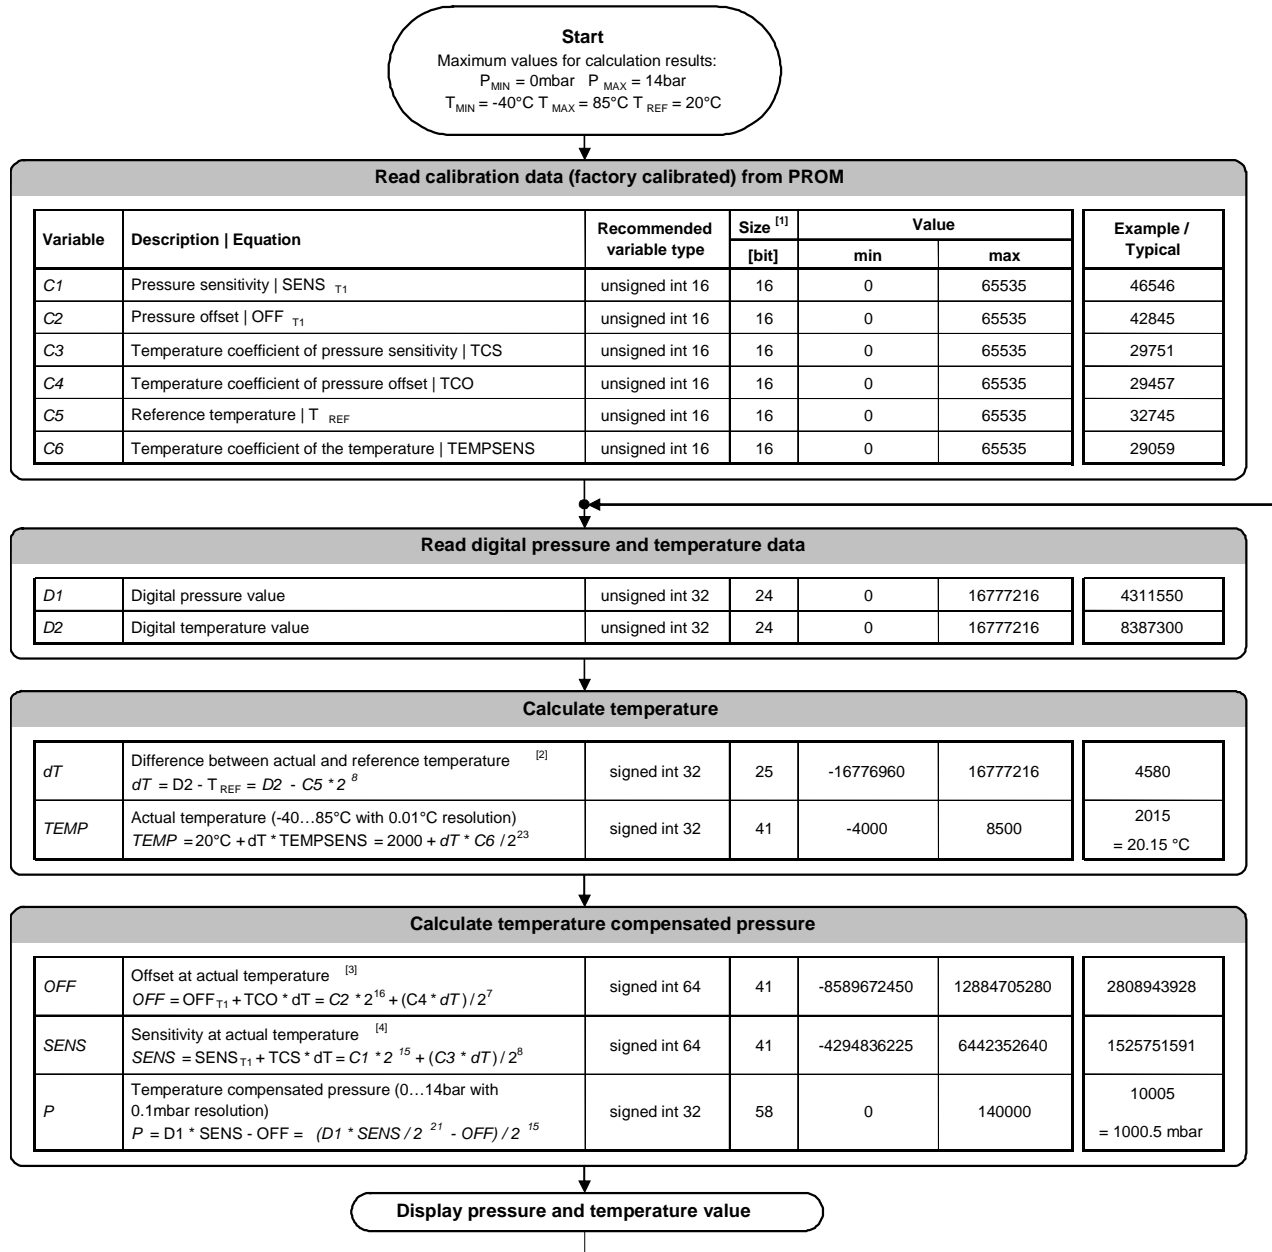 Start
Maximum values for calculation results:
P MIN = 0mbar P MAX = 14bar
T MIN = -40°C T MAX = 85°C T REF = 20°C
Read calibration data (factory calibrated) from PROM
Variable Description | Equation Recommended variable type Size [1] [bit] Value min max Example / Typical
C1 Pressure sensitivity | SENS T1 unsigned int 16 16 0 65535 46546
C2 Pressure offset | OFF T1 unsigned int 16 16 0 65535 42845
C3 Temperature coefficient of pressure sensitivity | TCS unsigned int 16 16 0 65535 29751
C4 Temperature coefficient of pressure offset | TCO unsigned int 16 16 0 65535 29457
C5 Reference temperature | T REF unsigned int 16 16 0 65535 32745
C6 Temperature coefficient of the temperature | TEMPSENS unsigned int 16 16 0 65535 29059
Read digital pressure and temperature data
D1 Digital pressure value unsigned int 32 24 0 16777216 4311550
D2 Digital temperature value unsigned int 32 24 0 16777216 8387300
Calculate temperature
Difference between actual and reference temperature [2]
dT dT = D2 - T REF = D2 - C5 * 2 8 signed int 32 25 -16776960 16777216 4580
Actual temperature (-40…85°C with 0.01°C resolution) 2015
TEMP TEMP = 20°C + dT * TEMPSENS = 2000 + dT * C6 / 2 23 signed int 32 41 -4000 8500 = 20.15 °C
Calculate temperature compensated pressure
Offset at actual temperature [3]
OFF OFF = OFF T1 + TCO * dT = C2 * 2 16 + (C4 * dT ) / 2 7 signed int 64 41 -8589672450 12884705280 2808943928
Sensitivity at actual temperature [4]
SENS SENS = SENS T1 + TCS * dT = C1 * 2 15 + (C3 * dT ) / 2 8 signed int 64 41 -4294836225 6442352640 1525751591
Temperature compensated pressure (0…14bar with 10005
P 0.1mbar resolution) signed int 32 58 0 140000
P = D1 * SENS - OFF = (D1 * SENS / 2 21 - OFF) / 2 15 = 1000.5 mbar
Display pressure and temperature value